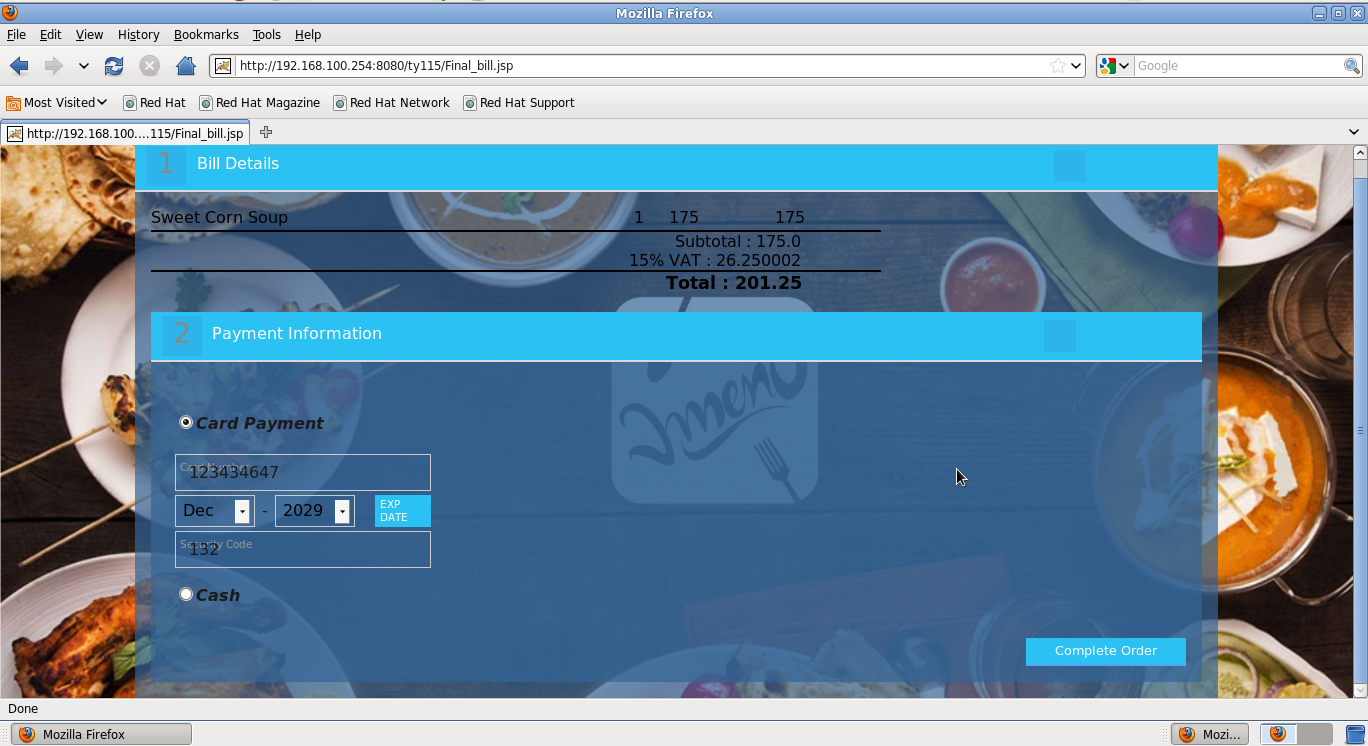 Mozilla Firefox
File Edit View History Bookmarks Tools Help
http://192.168.100.254:8080/ty115/Final_bill.jsp
Google
Most Visited Red Hat Red Hat Magazine Red Hat Network Red Hat Support
http://192.168.100....115/Final_bill.jsp
1 Bill Details
Sweet Corn Soup 1 175 175
Subtotal : 175.0
15% VAT : 26.250002
Total : 201.25
2 Payment Information
Card Payment
123434647
Dec - 2029 EXP
DATE
Security Code
132
Cash
Complete Order
Done
Mozilla Firefox Mozi...